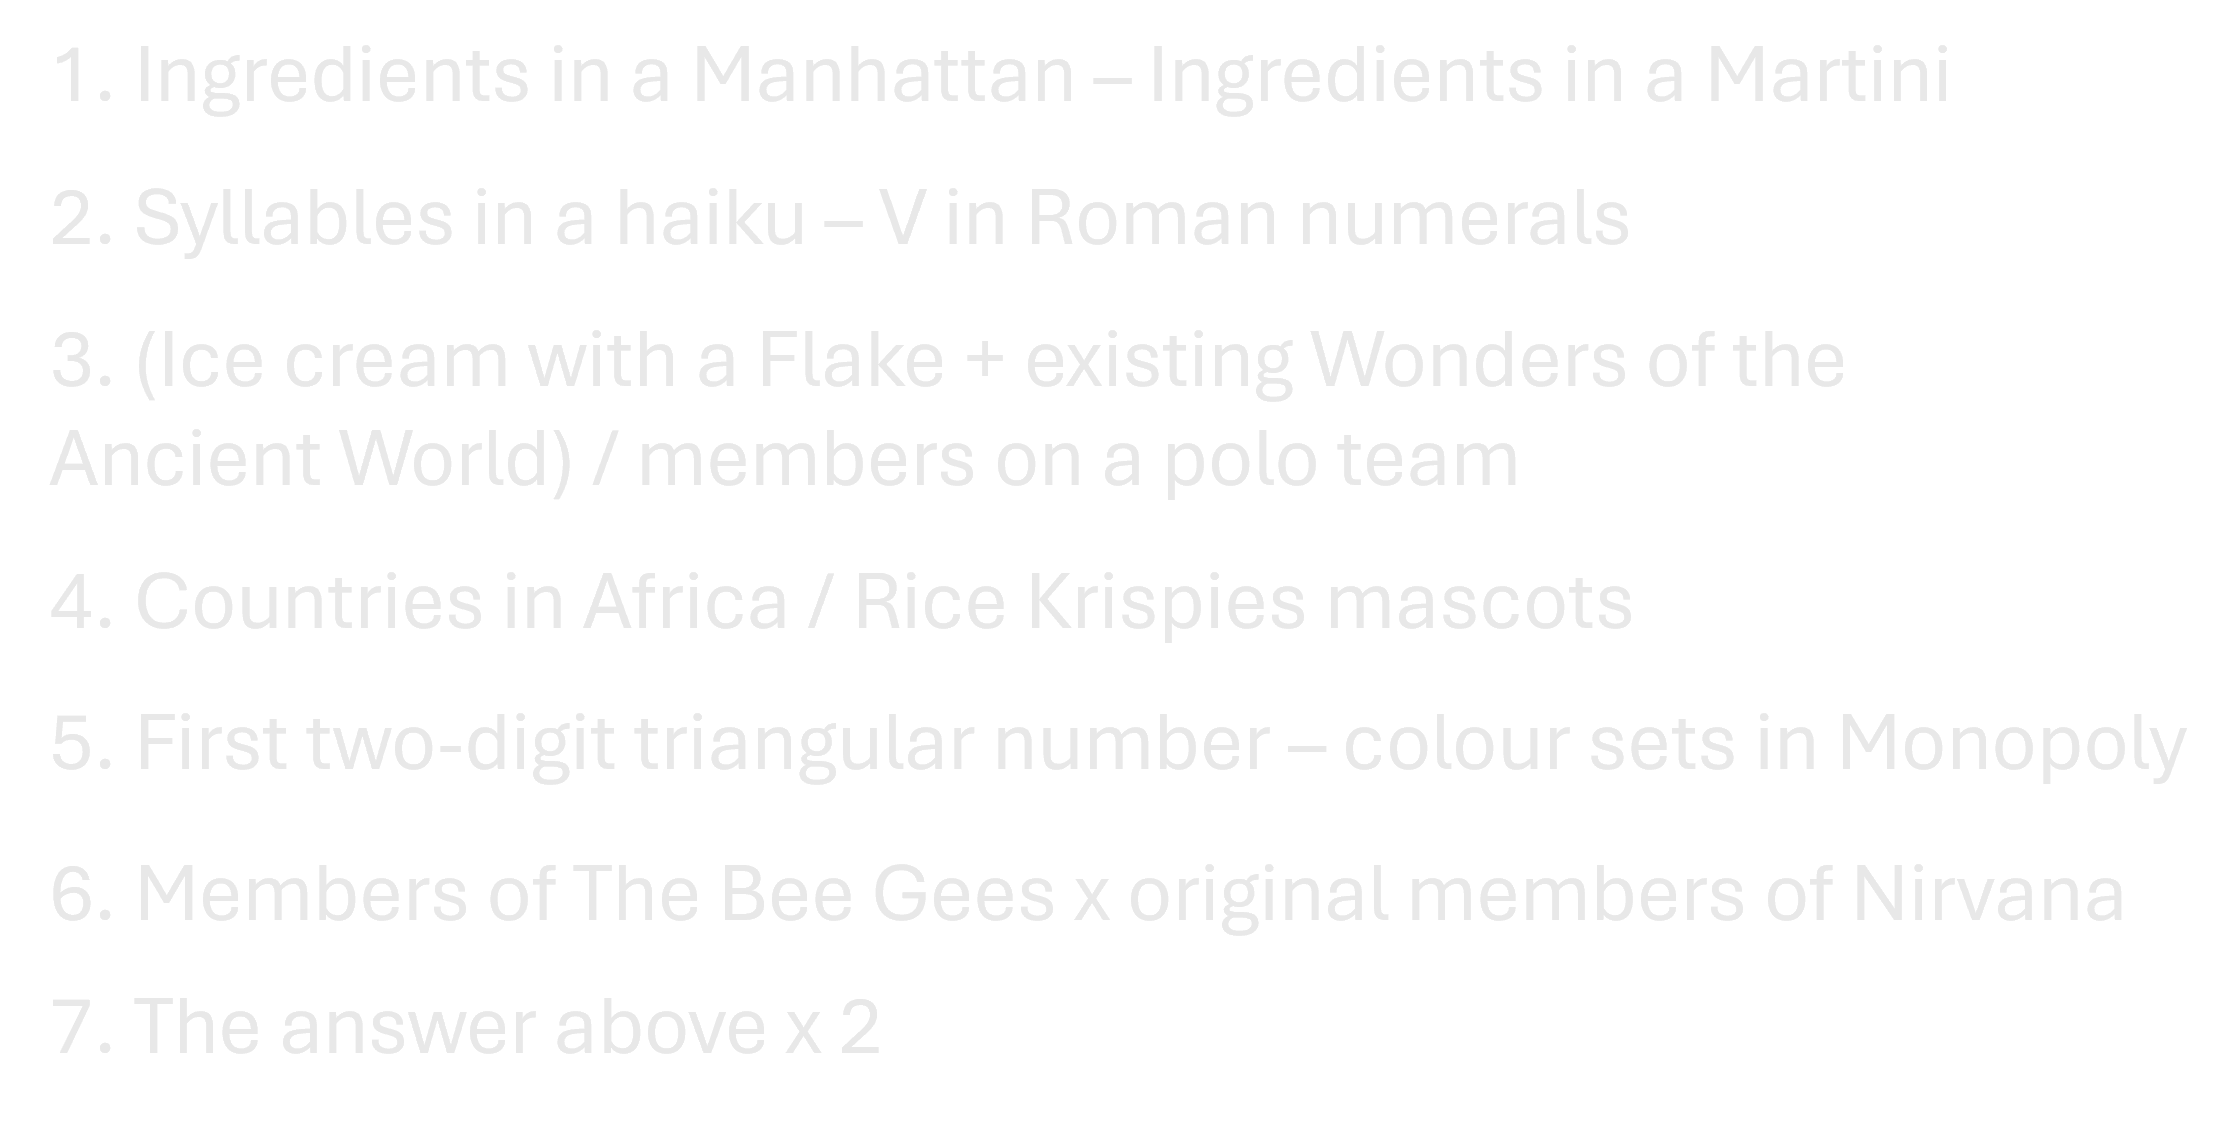 1. Ingredients in a Manhattan – Ingredients in a Martini
2. Syllables in a haiku – V in Roman numerals
3. (Ice cream with a Flake + existing Wonders of the
Ancient World) / members on a polo team
4. Countries in Africa / Rice Krispies mascots
5. First two-digit triangular number – colour sets in Monopoly
6. Members of The Bee Gees x original members of Nirvana
7. The answer above x 2